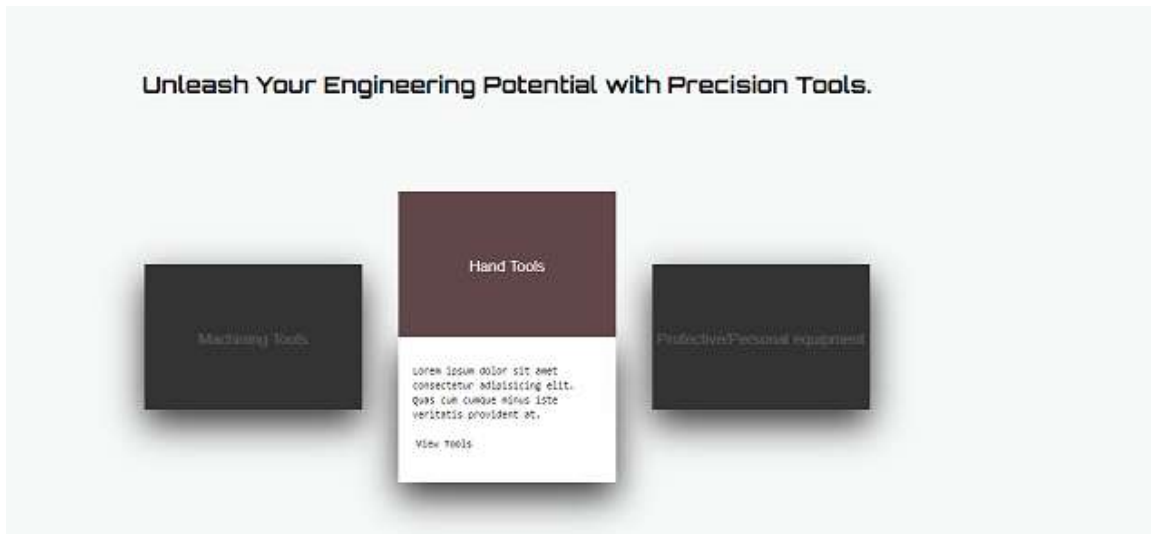 Unleash Your Engineering Potential with Precision Tools.
Machining Tools
Hand Tools
Protective/Personal equipment
Lorem ipsum dolor sit amet
consectetur adipisicing elit.
Quas cum cumque minus iste
veritatis provident at.
View Tools